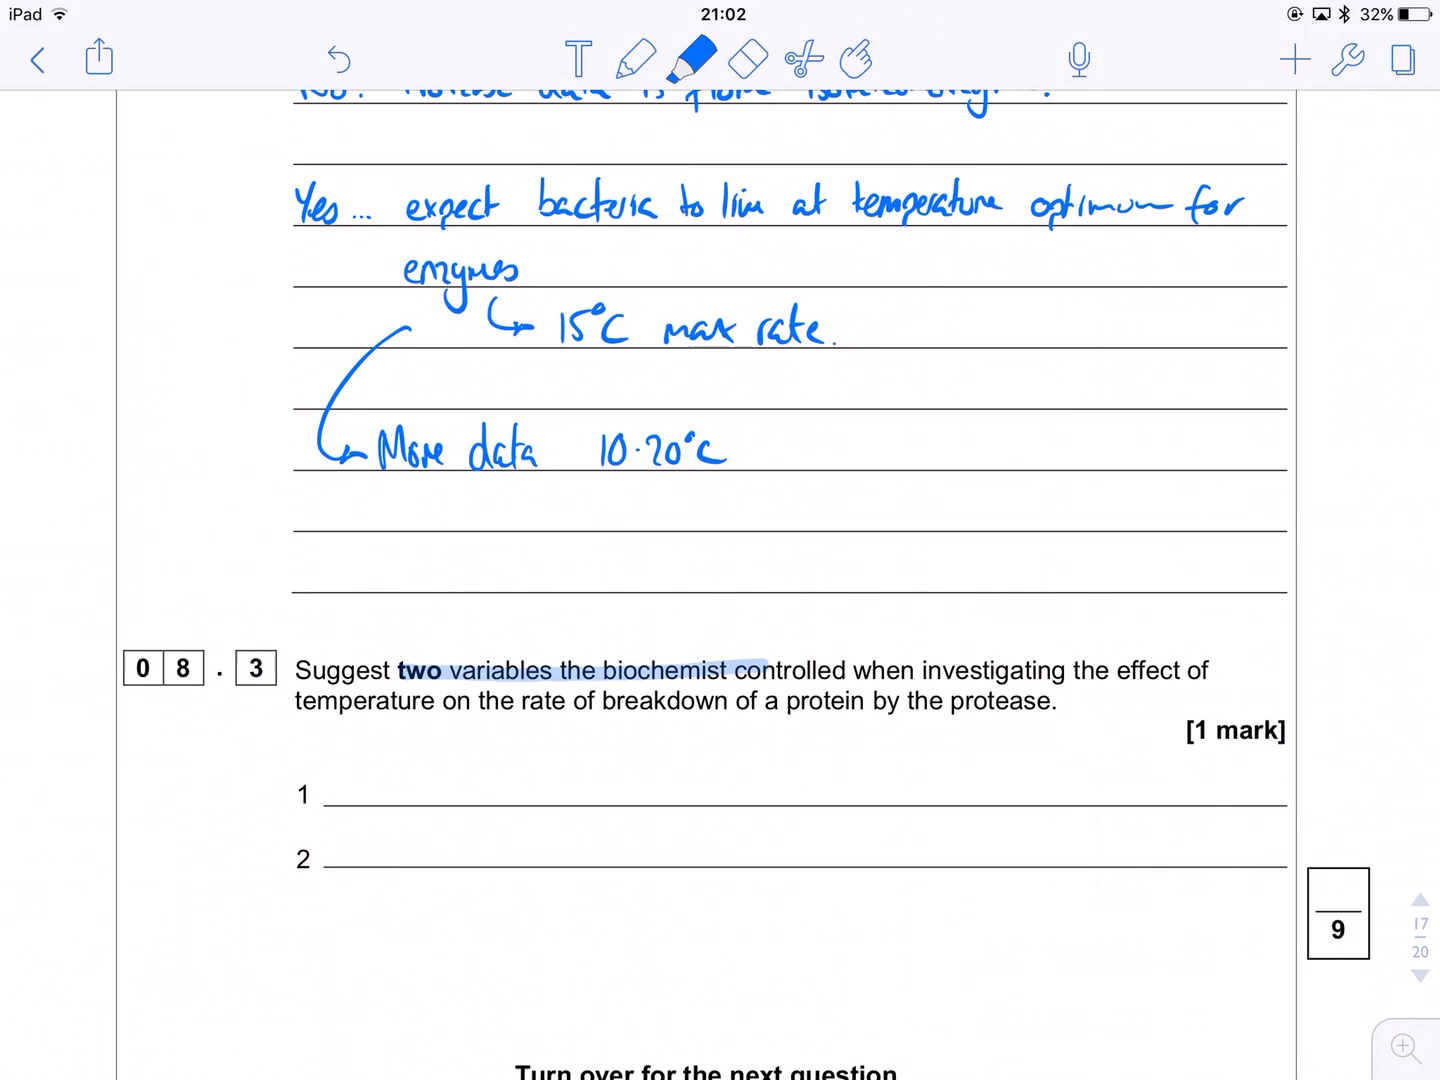 iPad 21:02 32%
T
data is more
Yes... expect bacteria to live at temperature optimum for
enzymes
15°C max rate.
More data 10-20°C
0 8 . 3 Suggest two variables the biochemist controlled when investigating the effect of
temperature on the rate of breakdown of a protein by the protease.
[1 mark]
1
2
9
17
20
Turn over for the next question